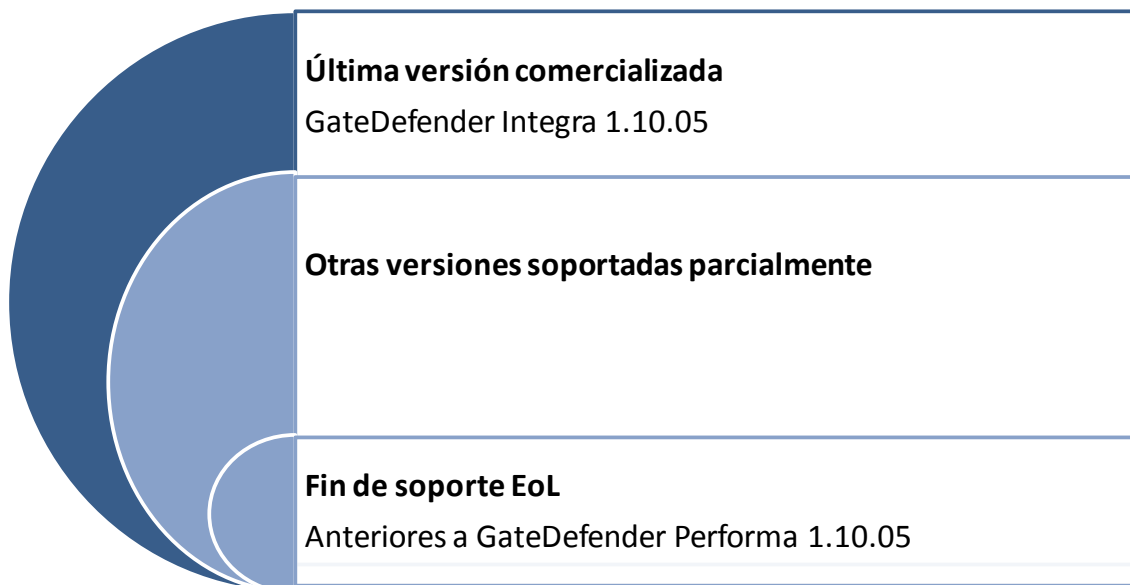 Última versión comercializada
GateDefender Integra 1.10.05
Otras versiones soportadas parcialmente
Fin de soporte EoL
Anteriores a GateDefender Performa 1.10.05